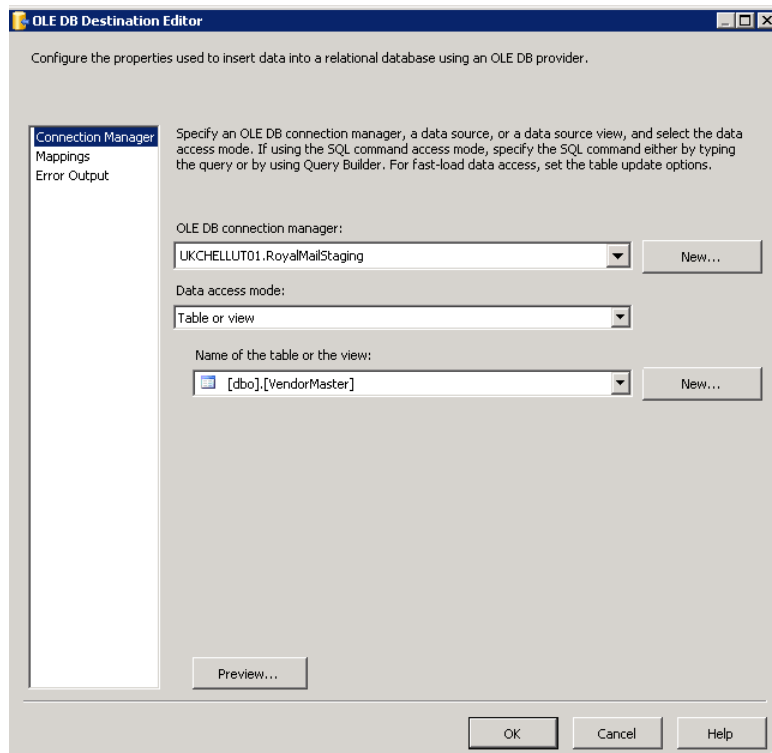 OLE DB Destination Editor
Configure the properties used to insert data into a relational database using an OLE DB provider.
Connection Manager
Mappings
Error Output
Specify an OLE DB connection manager, a data source, or a data source view, and select the data
access mode. If using the SQL command access mode, specify the SQL command either by typing
the query or by using Query Builder. For fast-load data access, set the table update options.
OLE DB connection manager:
UKCHELLUT01.RoyalMailStaging
New...
Data access mode:
Table or view
Name of the table or the view:
[dbo].[VendorMaster]
New...
Preview...
OK
Cancel
Help